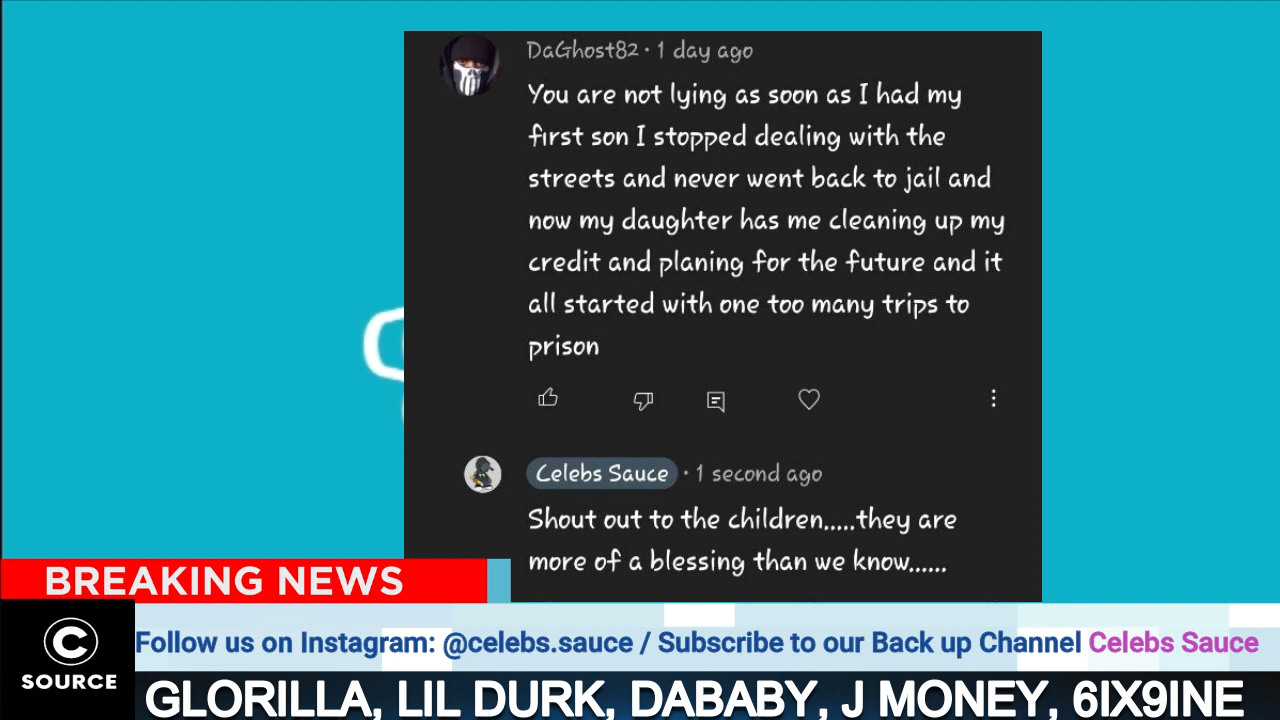 DaGhost82 · 1 day ago
You are not lying as soon as I had my
first son I stopped dealing with the
streets and never went back to jail and
now my daughter has me cleaning up my
credit and planing for the future and it
all started with one too many trips to
prison
Celebs Sauce · 1 second ago
Shout out to the children.....they are
more of a blessing than we know......
BREAKING NEWS
C
SOURCE
Follow us on Instagram: @celebs.sauce / Subscribe to our Back up Channel Celebs Sauce
GLORILLA, LIL DURK, DABABY, J MONEY, 6IX9INE